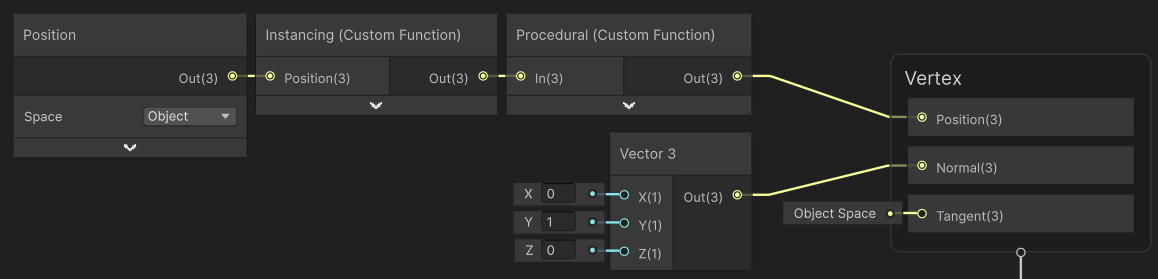 Position
Out(3)
Space
Object
Instancing (Custom Function)
Position(3)
Out(3)
Procedural (Custom Function)
In(3)
Out(3)
Vector 3
X 0
X(1)
Out(3)
Y 1
Y(1)
Z 0
Z(1)
Vertex
Position(3)
Normal(3)
Object Space
Tangent(3)